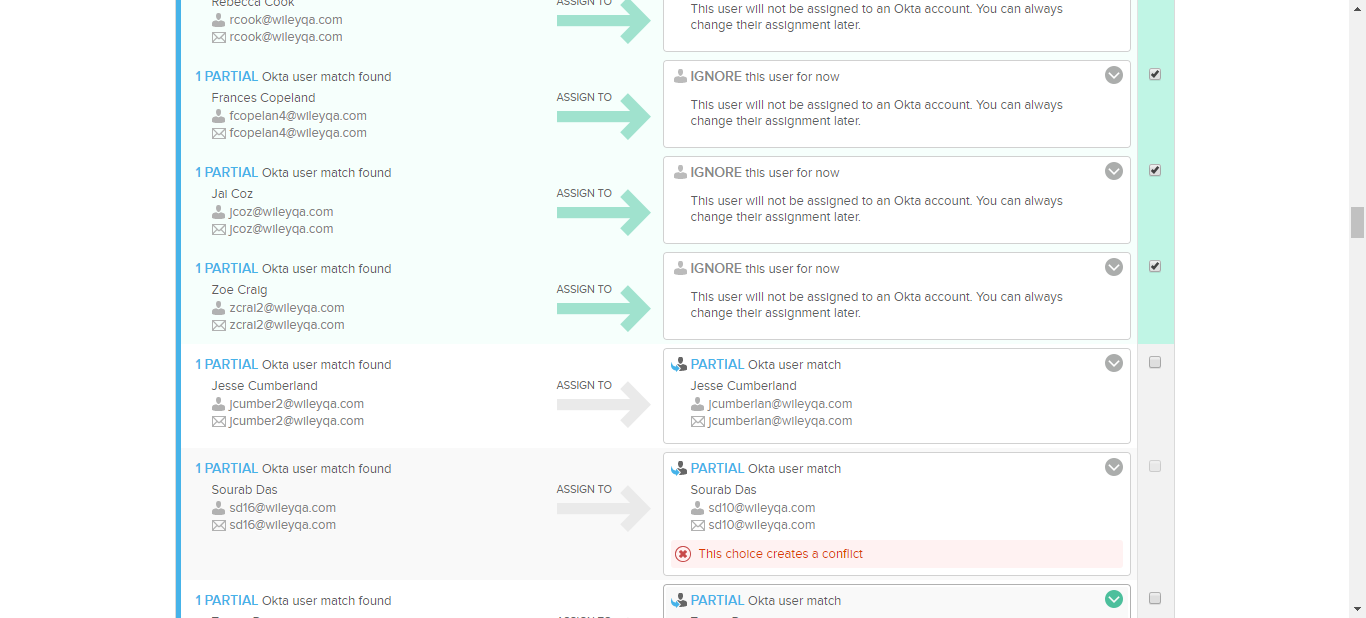 Rebecca Cook
rcook@wileyqa.com
rcook@wileyqa.com
ASSIGN TO
This user will not be assigned to an Okta account. You can always
change their assignment later.
1 PARTIAL Okta user match found
Frances Copeland
fcopelan4@wileyqa.com
fcopelan4@wileyqa.com
ASSIGN TO
IGNORE this user for now
This user will not be assigned to an Okta account. You can always
change their assignment later.
1 PARTIAL Okta user match found
Jai Coz
jcoz@wileyqa.com
jcoz@wileyqa.com
ASSIGN TO
IGNORE this user for now
This user will not be assigned to an Okta account. You can always
change their assignment later.
1 PARTIAL Okta user match found
Zoe Craig
zcrai2@wileyqa.com
zcrai2@wileyqa.com
ASSIGN TO
IGNORE this user for now
This user will not be assigned to an Okta account. You can always
change their assignment later.
1 PARTIAL Okta user match found
Jesse Cumberland
jcumber2@wileyqa.com
jcumber2@wileyqa.com
ASSIGN TO
PARTIAL Okta user match
Jesse Cumberland
jcumberlan@wileyqa.com
jcumberlan@wileyqa.com
1 PARTIAL Okta user match found
Sourab Das
sd16@wileyqa.com
sd16@wileyqa.com
ASSIGN TO
PARTIAL Okta user match
Sourab Das
sd10@wileyqa.com
sd10@wileyqa.com
This choice creates a conflict
1 PARTIAL Okta user match found
ASSIGN TO
PARTIAL Okta user match